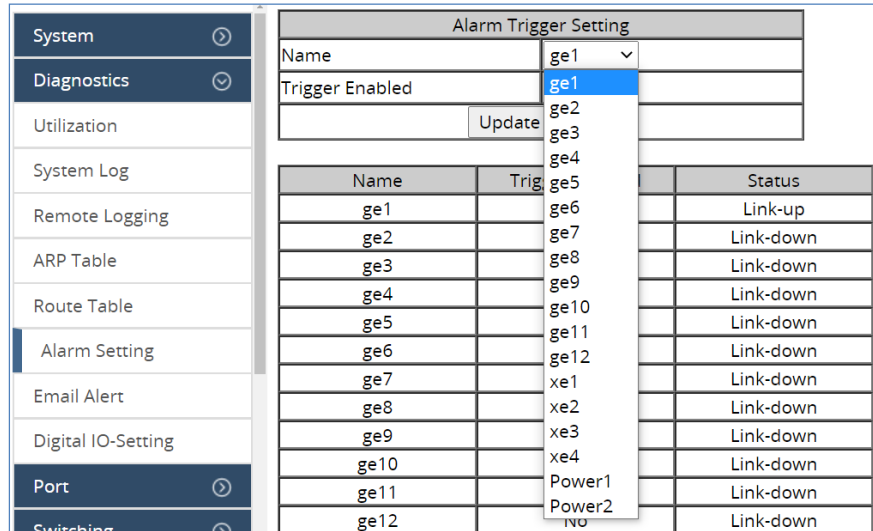 System
Diagnostics
Utilization
System Log
Remote Logging
ARP Table
Route Table
Alarm Setting
Email Alert
Digital IO-Setting
Port
Switching
Alarm Trigger Setting
Name ge1
Trigger Enabled
Update
ge1
ge2
ge3
ge4
ge5
ge6
ge7
ge8
ge9
ge10
ge11
ge12
xe1
xe2
xe3
xe4
Power1
Power2
Name Status
ge1 Link-up
ge2 Link-down
ge3 Link-down
ge4 Link-down
ge5 Link-down
ge6 Link-down
ge7 Link-down
ge8 Link-down
ge9 Link-down
ge10 Link-down
ge11 Link-down
ge12 No Link-down